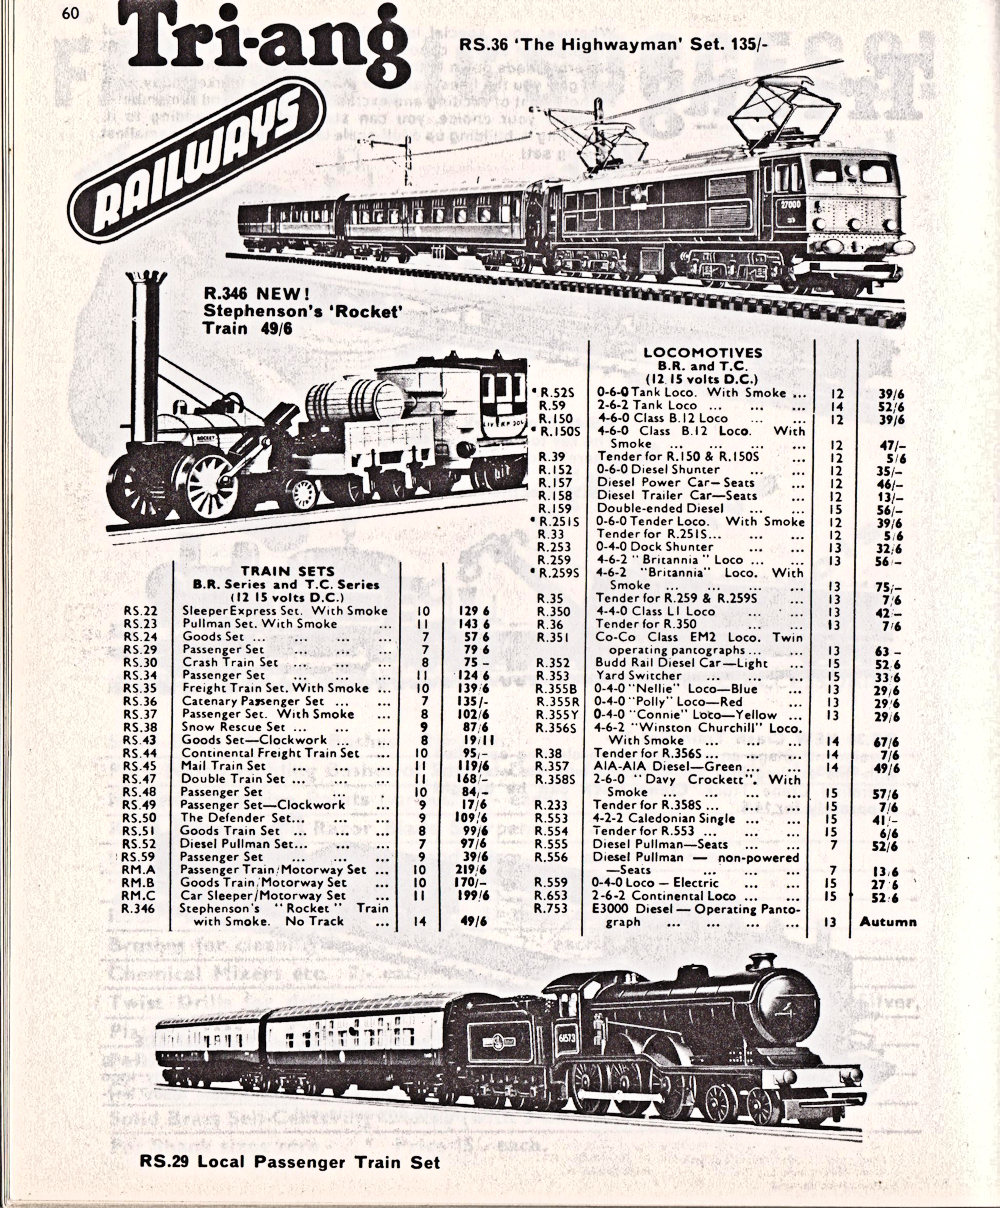 60
Tri-ang
RAILWAYS
RS.36 'The Highwayman' Set. 135/-
27000
R.346 NEW!
Stephenson's 'Rocket'
Train 49/6
ROCKET
TRAIN SETS
B.R. Series and T.C. Series
(12 15 volts D.C.)
RS.22 Sleeper Express Set. With Smoke 10 129 6
RS.23 Pullman Set. With Smoke ... 11 143 6
RS.24 Goods Set ... ... ... ... 7 57 6
RS.29 Passenger Set ... ... ... 7 79 6
RS.30 Crash Train Set ... ... ... 8 75 -
RS.34 Passenger Set ... ... ... 11 124 6
RS.35 Freight Train Set. With Smoke ... 10 139/6
RS.36 Catenary Passenger Set ... ... 7 135/-
RS.37 Passenger Set. With Smoke ... 8 102/6
RS.38 Snow Rescue Set ... ... ... 9 87/6
RS.43 Goods Set—Clockwork ... ... 8 19/11
RS.44 Continental Freight Train Set ... 10 95/-
RS.45 Mail Train Set ... ... ... 11 119/6
RS.47 Double Train Set ... ... ... 11 168/-
RS.48 Passenger Set 10 84/-
RS.49 Passenger Set—Clockwork ... 9 17/6
RS.50 The Defender Set... ... ... 9 109/6
RS.51 Goods Train Set ... ... ... 8 99/6
RS.52 Diesel Pullman Set... ... ... 7 97/6
RS.59 Passenger Set ... ... ... 9 39/6
RM.A Passenger Train/Motorway Set ... 10 219/6
RM.B Goods Train/Motorway Set ... 10 170/-
RM.C Car Sleeper/Motorway Set ... 11 199/6
R.346 Stephenson's "Rocket" Train
with Smoke. No Track ... 14 49/6
LOCOMOTIVES
B.R. and T.C.
(12 15 volts D.C.)
* R.52S 0-6-0 Tank Loco. With Smoke ... 12 39/6
R.59 2-6-2 Tank Loco ... ... ... 14 52/6
R.150 4-6-0 Class B.12 Loco ... ... 12 39/6
* R.150S 4-6-0 Class B.12 Loco. With
Smoke ... ... ... ... 12 47/-
R.39 Tender for R.150 & R.150S ... 12 5/6
R.152 0-6-0 Diesel Shunter ... ... 12 35/-
R.157 Diesel Power Car—Seats ... 12 46/-
R.158 Diesel Trailer Car—Seats ... 12 13/-
R.159 Double-ended Diesel ... ... 15 56/-
* R.251S 0-6-0 Tender Loco. With Smoke 12 39/6
R.33 Tender for R.251S... ... ... 12 5/6
R.253 0-4-0 Dock Shunter ... ... 13 32/6
R.259 4-6-2 "Britannia" Loco ... ... 13 56/-
* R.259S 4-6-2 "Britannia" Loco. With
Smoke ... ... ... ... 13 75/-
R.35 Tender for R.259 & R.259S ... 13 7/6
R.350 4-4-0 Class L1 Loco ... ... 13 42 -
R.36 Tender for R.350 ... ... 13 7/6
R.351 Co-Co Class EM2 Loco. Twin
operating pantographs ... ... 13 63 -
R.352 Budd Rail Diesel Car—Light ... 15 52 6
R.353 Yard Switcher ... ... ... 15 33 6
R.355B 0-4-0 "Nellie" Loco—Blue ... 13 29/6
R.355R 0-4-0 "Polly" Loco—Red ... 13 29/6
R.355Y 0-4-0 "Connie" Loco—Yellow ... 13 29/6
R.356S 4-6-2 "Winston Churchill" Loco.
With Smoke ... ... ... 14 67/6
R.38 Tender for R.356S ... ... ... 14 7/6
R.357 AIA-AIA Diesel—Green ... ... 14 49/6
R.358S 2-6-0 "Davy Crockett". With
Smoke ... ... ... ... 15 57/6
R.233 Tender for R.358S ... ... ... 15 7/6
R.553 4-2-2 Caledonian Single ... ... 15 41/-
R.554 Tender for R.553 ... ... ... 15 6/6
R.555 Diesel Pullman—Seats ... ... 7 52/6
R.556 Diesel Pullman — non-powered
—Seats ... ... ... 7 13/6
R.559 0-4-0 Loco — Electric ... ... 15 27 6
R.653 2-6-2 Continental Loco ... ... 15 52/6
R.753 E3000 Diesel — Operating Panto-
graph ... ... ... ... 13 Autumn
61573
RS.29 Local Passenger Train Set